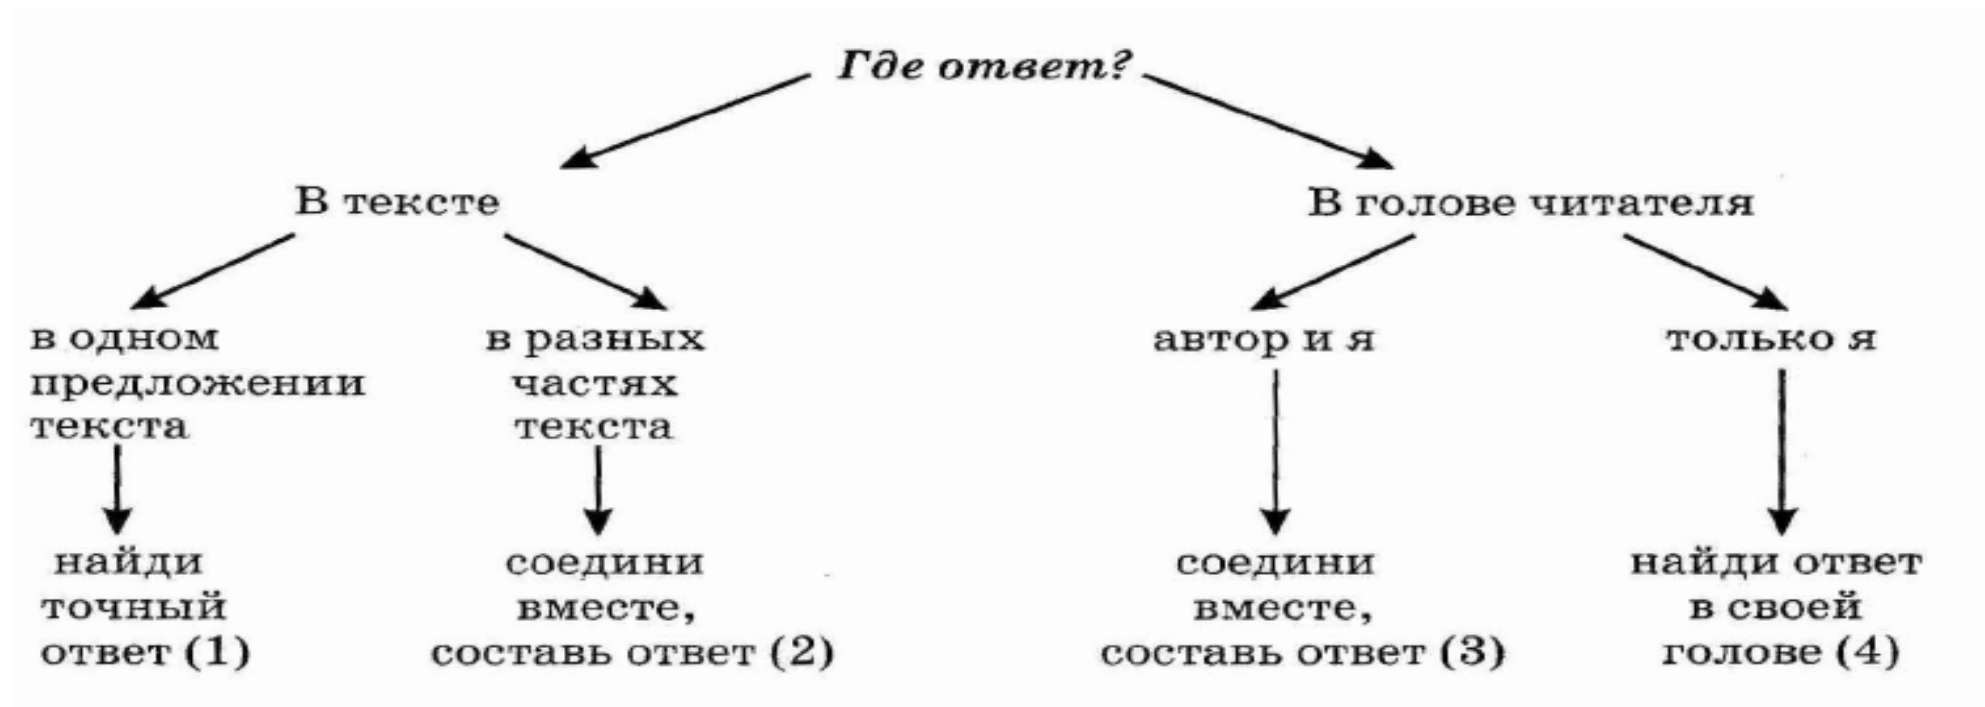 Где ответ?
В тексте
В голове читателя
в одном
предложении
текста
в разных
частях
текста
автор и я
только я
найди
точный
ответ (1)
соедини
вместе,
составь ответ (2)
соедини
вместе,
составь ответ (3)
найди ответ
в своей
голове (4)